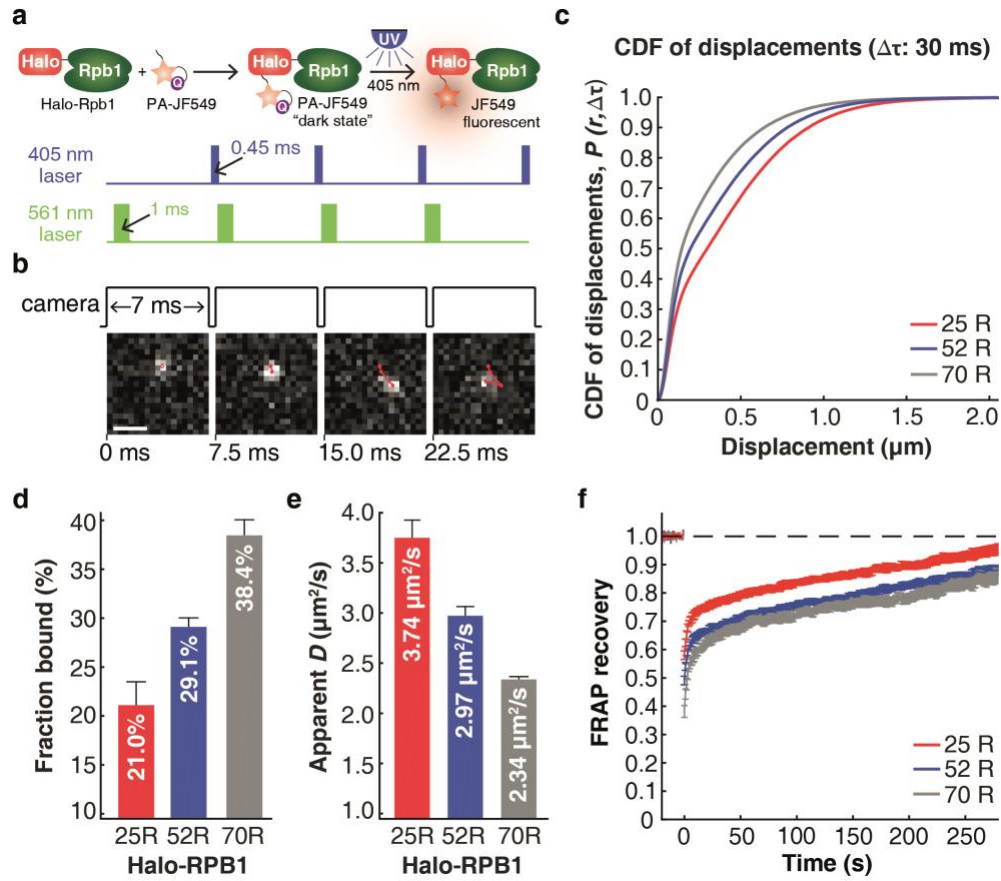 a
Halo
Rpb1
+
Q
Halo-Rpb1
PA-JF549
Halo
Rpb1
Q
PA-JF549
"dark state"
UV
405 nm
Halo
Rpb1
JF549
fluorescent
405 nm
laser
0.45 ms
561 nm
laser
1 ms
b
camera
7 ms
0 ms
7.5 ms
15.0 ms
22.5 ms
c
CDF of displacements (Δτ: 30 ms)
CDF of displacements, P (r,Δτ)
1.0
0.9
0.8
0.7
0.6
0.5
0.4
0.3
0.2
0.1
0
0
0.5
1.0
1.5
2.0
Displacement (µm)
25 R
52 R
70 R
d
Fraction bound (%)
40
35
30
25
20
15
10
21.0%
29.1%
38.4%
25R 52R 70R
Halo-RPB1
e
Apparent D (µm²/s)
4.0
3.5
3.0
2.5
2.0
1.5
1.0
3.74 µm²/s
2.97 µm²/s
2.34 µm²/s
25R 52R 70R
Halo-RPB1
f
FRAP recovery
1.0
0.9
0.8
0.7
0.6
0.5
0.4
0.3
0.2
0.1
0
0 50 100 150 200 250
Time (s)
25 R
52 R
70 R